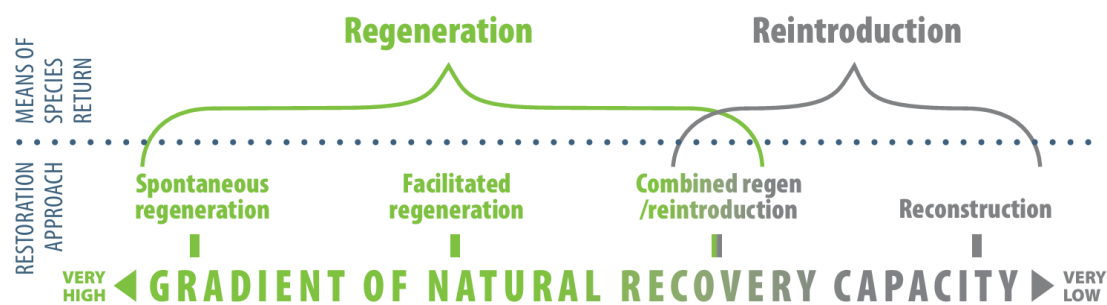 MEANS OF
SPECIES
RETURN
Regeneration
Reintroduction
RESTORATION
APPROACH
Spontaneous
regeneration
Facilitated
regeneration
Combined regen
/reintroduction
Reconstruction
VERY
HIGH
GRADIENT OF NATURAL RECOVERY CAPACITY
VERY
LOW